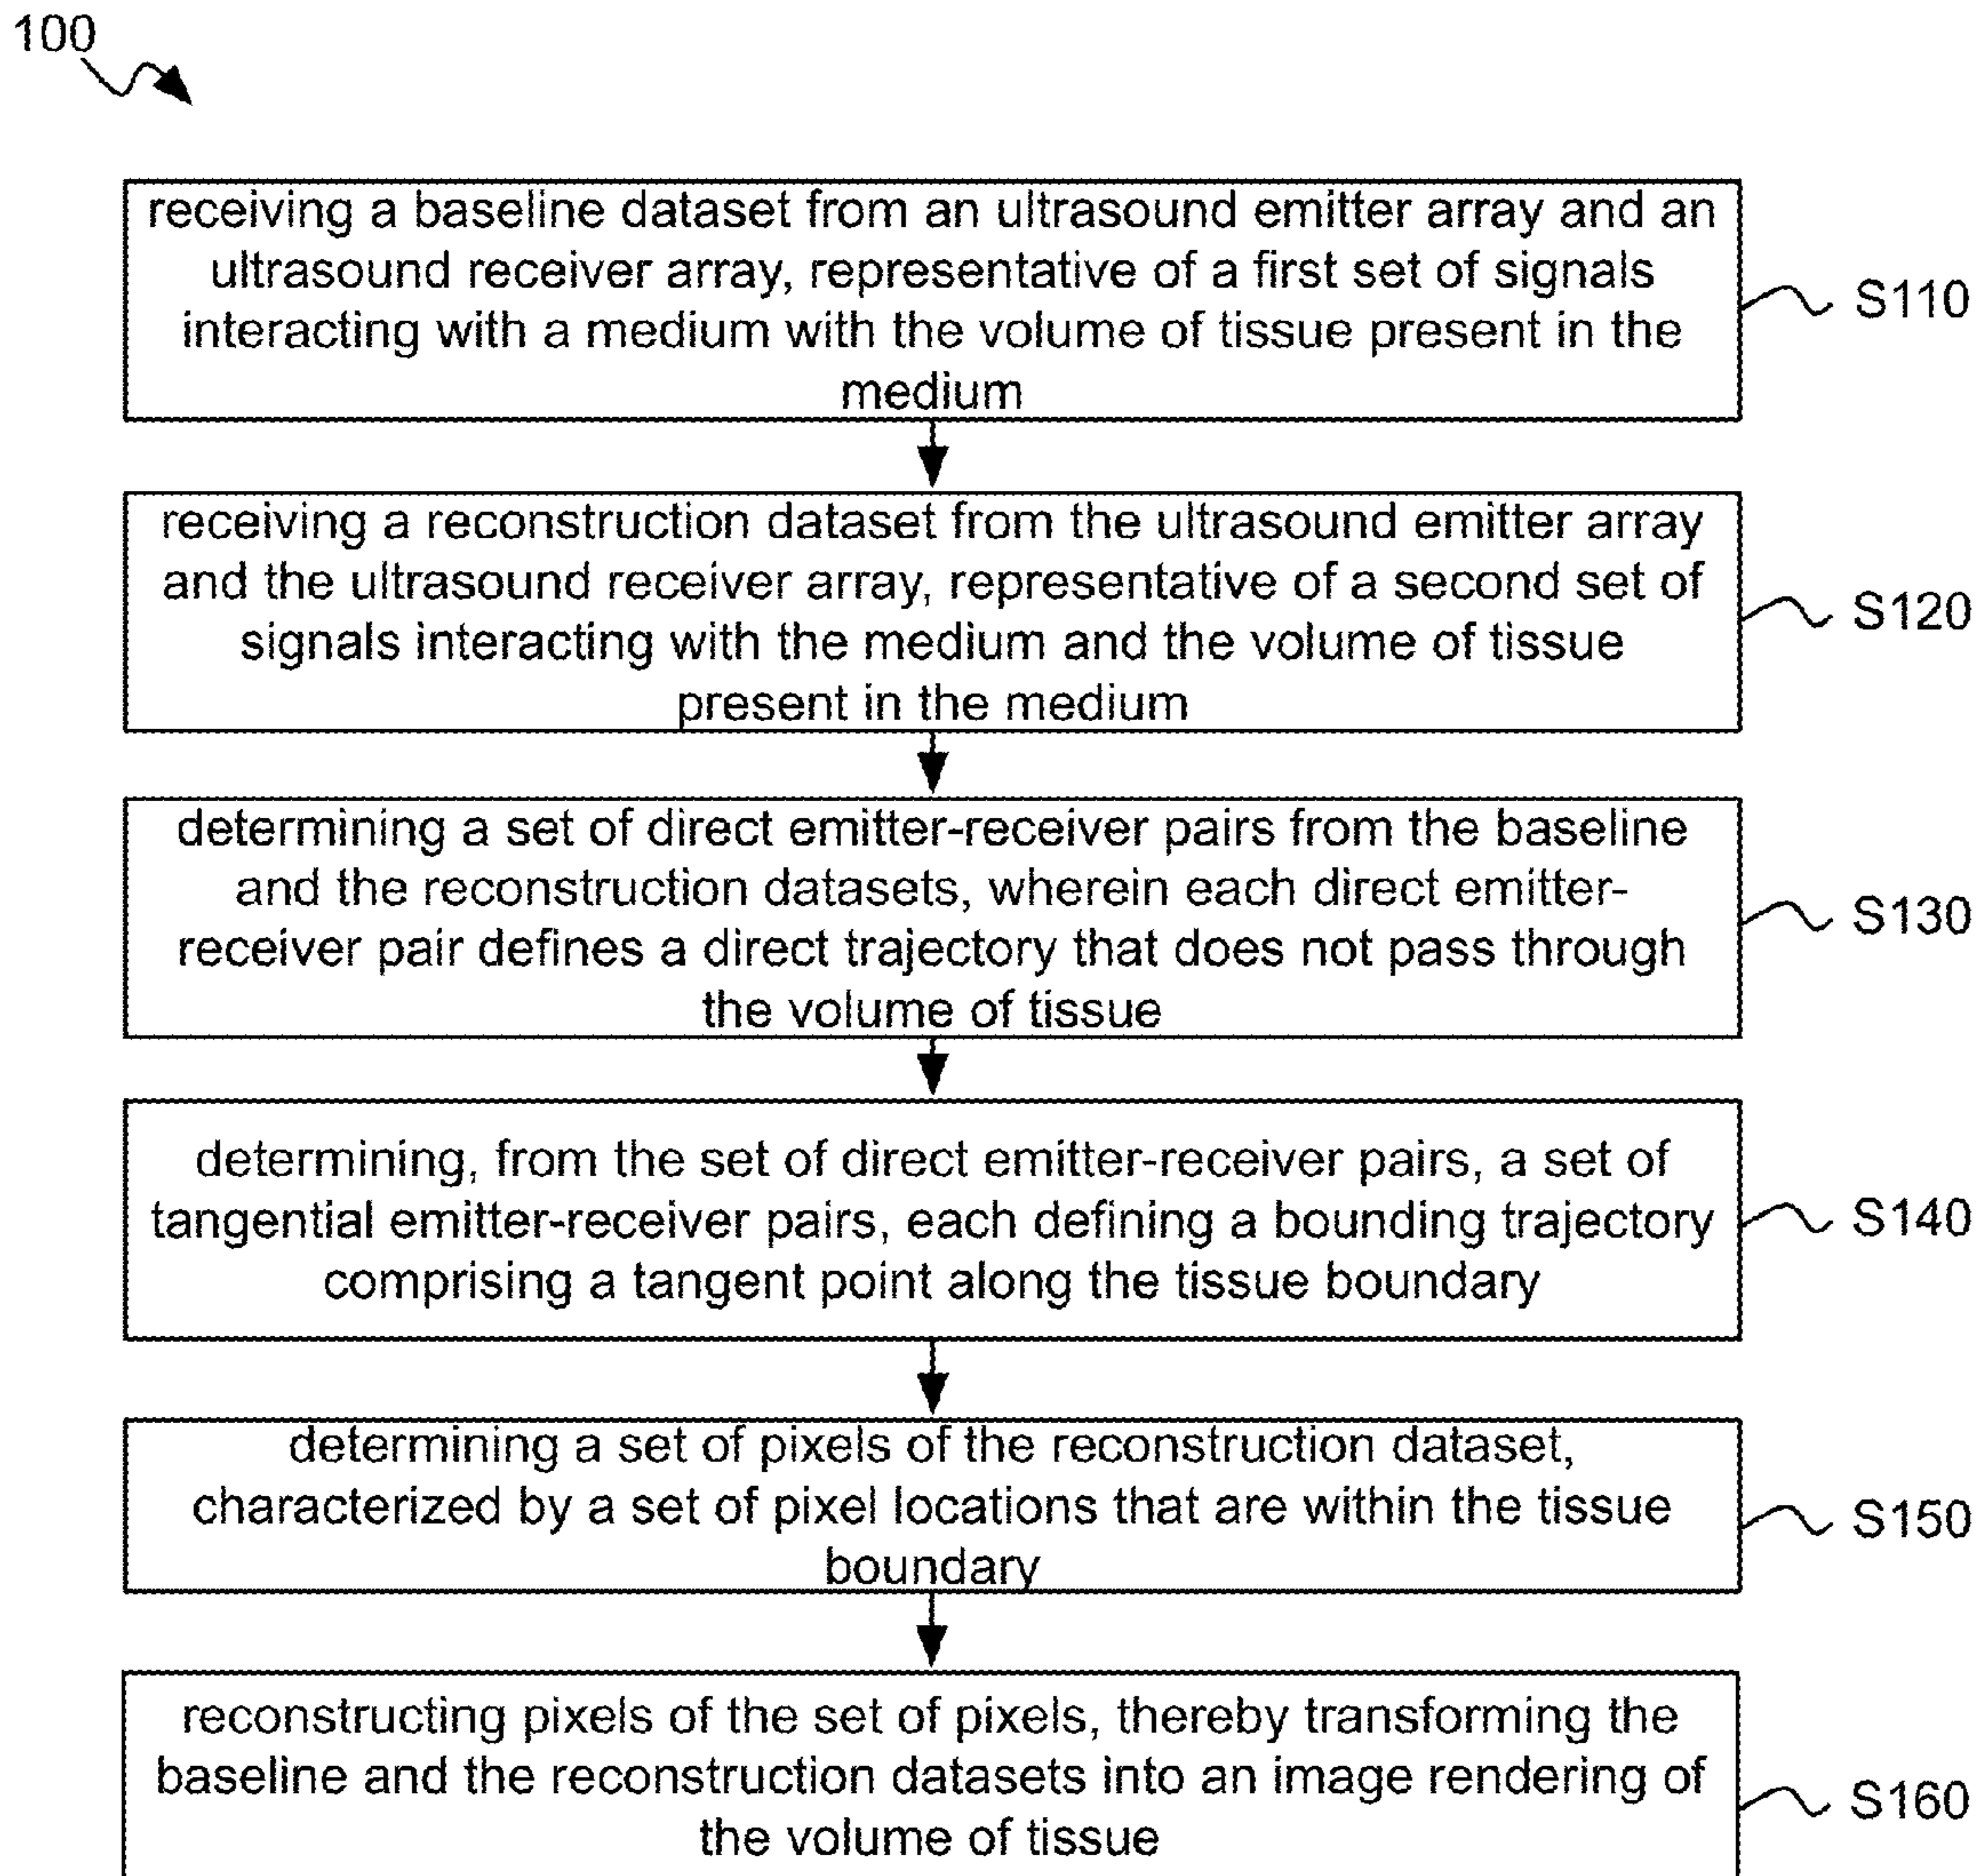 100
receiving a baseline dataset from an ultrasound emitter array and an
ultrasound receiver array, representative of a first set of signals
interacting with a medium with the volume of tissue present in the
medium
S110
receiving a reconstruction dataset from the ultrasound emitter array
and the ultrasound receiver array, representative of a second set of
signals interacting with the medium and the volume of tissue
present in the medium
S120
determining a set of direct emitter-receiver pairs from the baseline
and the reconstruction datasets, wherein each direct emitter-
receiver pair defines a direct trajectory that does not pass through
the volume of tissue
S130
determining, from the set of direct emitter-receiver pairs, a set of
tangential emitter-receiver pairs, each defining a bounding trajectory
comprising a tangent point along the tissue boundary
S140
determining a set of pixels of the reconstruction dataset,
characterized by a set of pixel locations that are within the tissue
boundary
S150
reconstructing pixels of the set of pixels, thereby transforming the
baseline and the reconstruction datasets into an image rendering of
the volume of tissue
S160